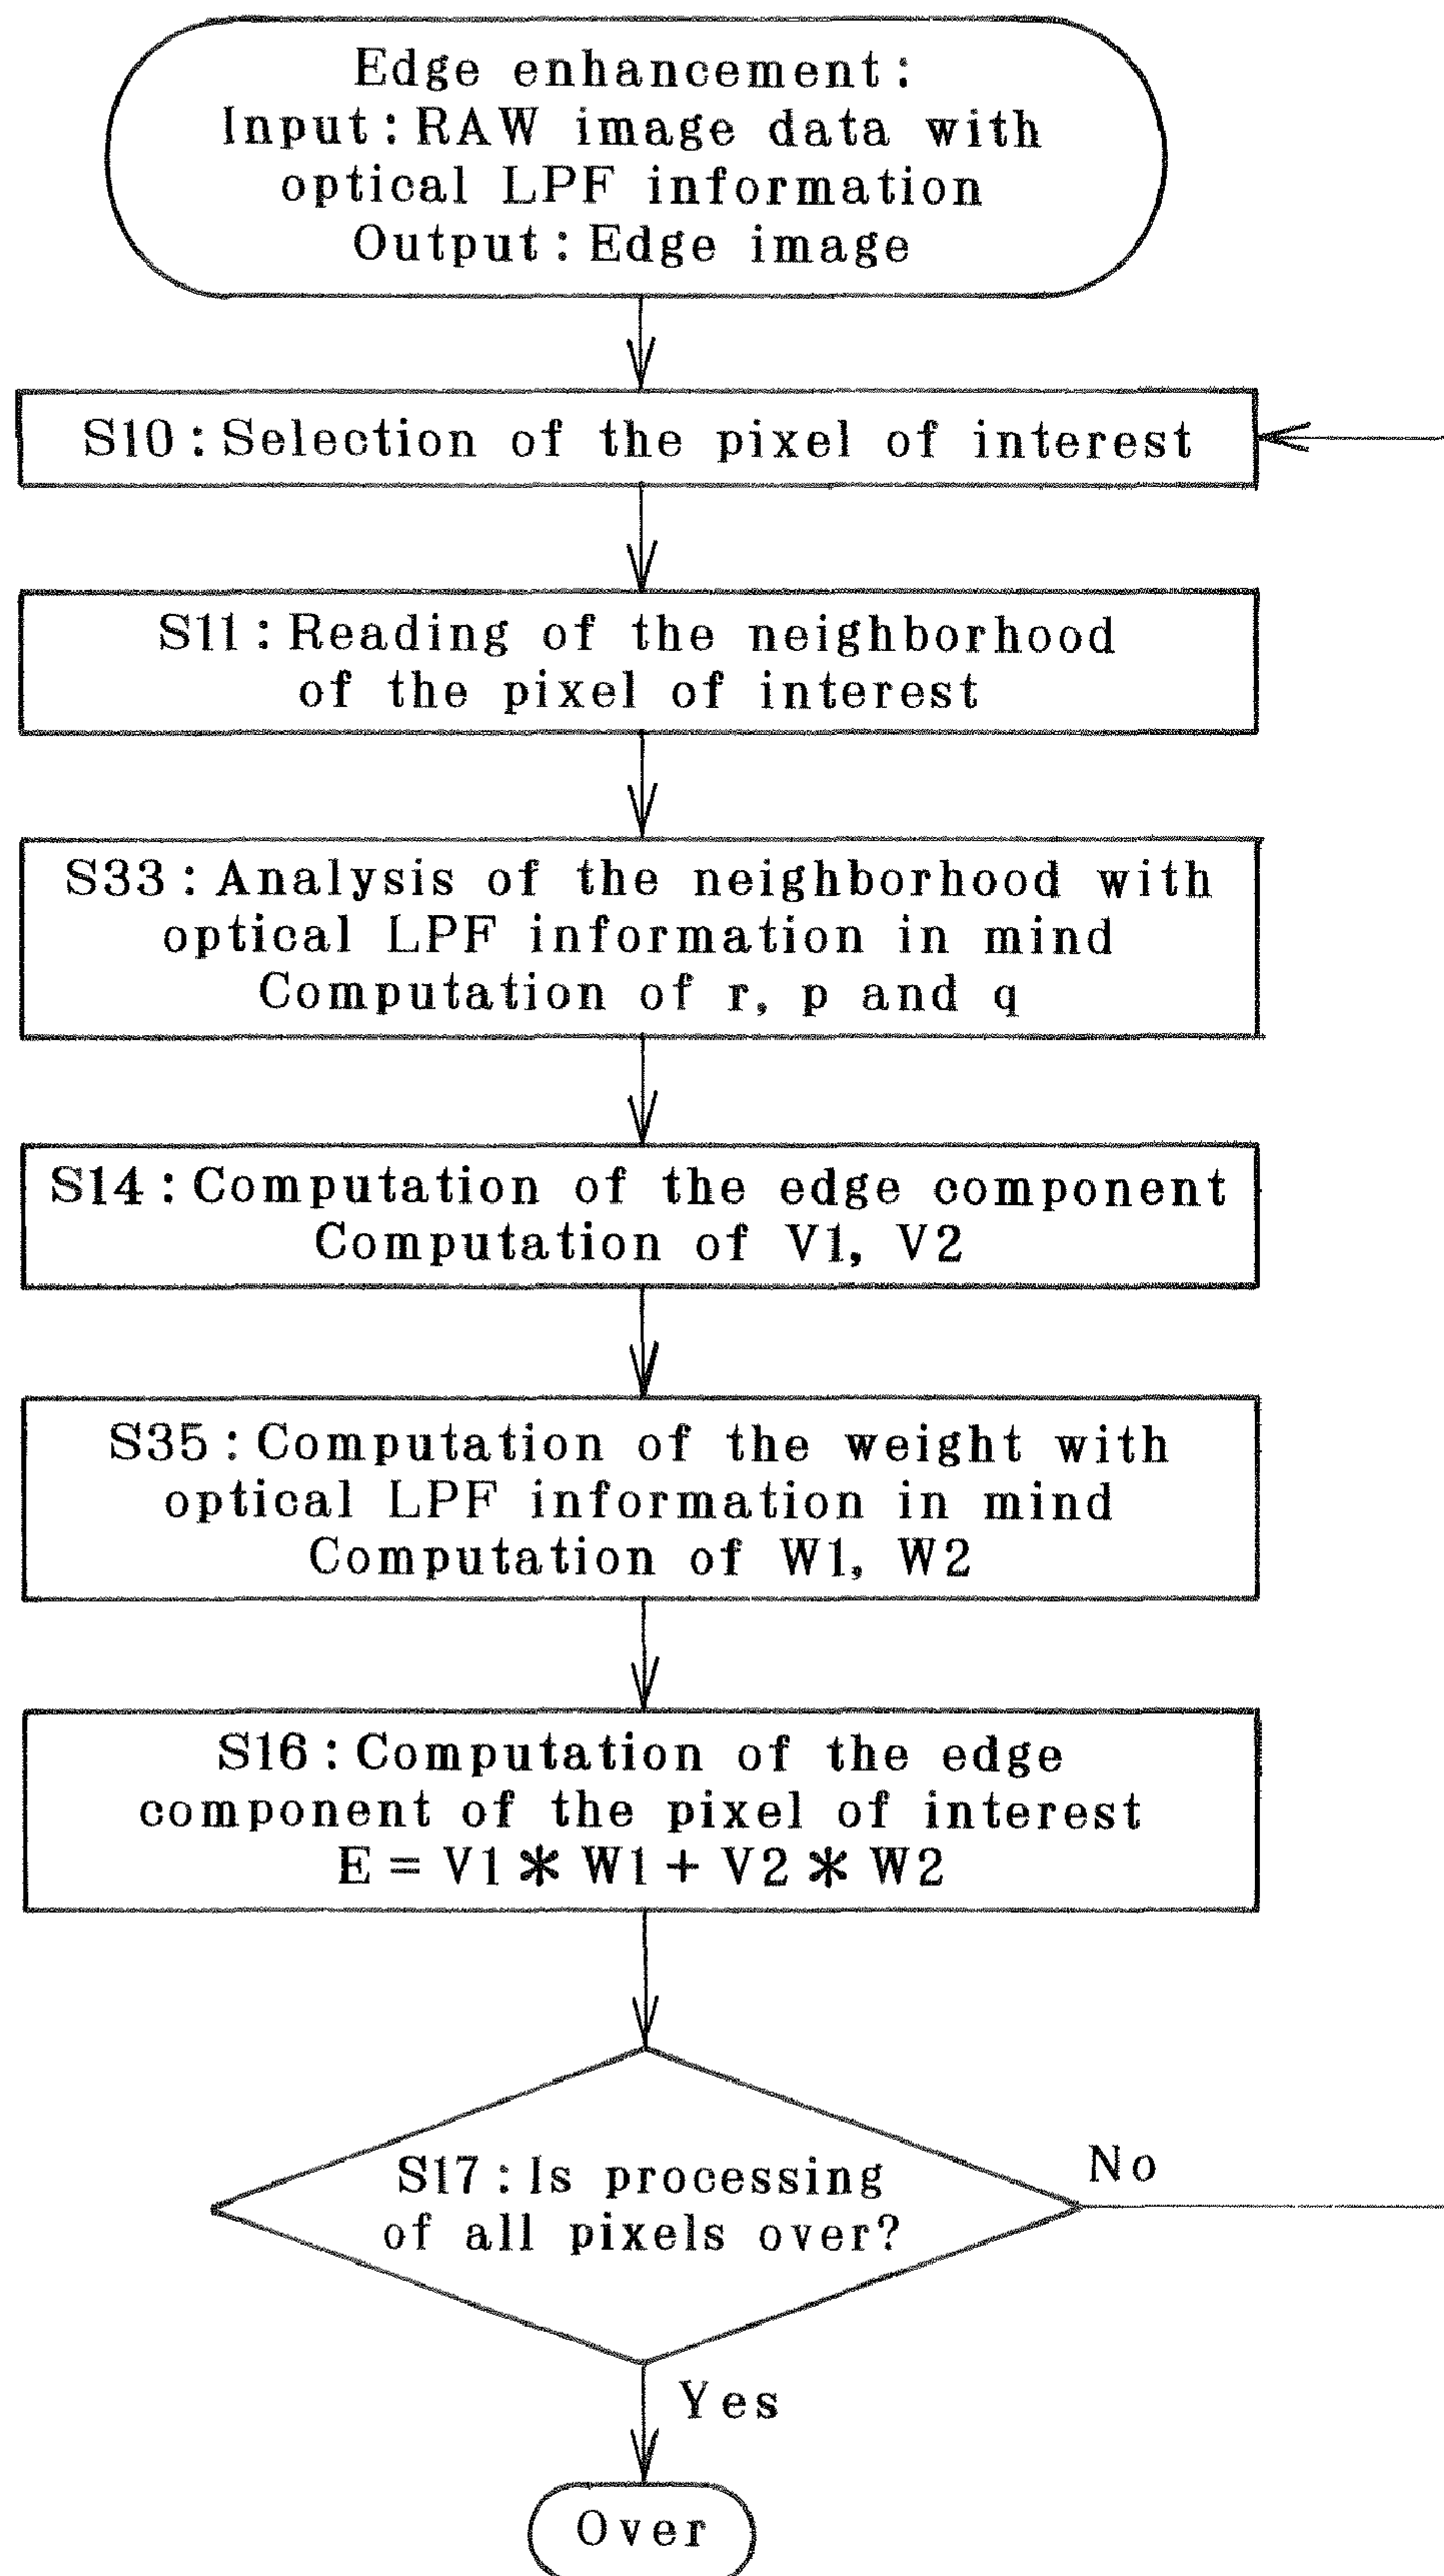 Edge enhancement:
Input:RAW image data with
optical LPF information
Output:Edge image
S10:Selection of the pixel of interest
S11:Reading of the neighborhood
of the pixel of interest
S33:Analysis of the neighborhood with
optical LPF information in mind
Computation of r, p and q
S14:Computation of the edge component
Computation of V1, V2
S35:Computation of the weight with
optical LPF information in mind
Computation of W1, W2
S16:Computation of the edge
component of the pixel of interest
E = V1 * W1 + V2 * W2
S17:Is processing
of all pixels over?
No
Yes
Over